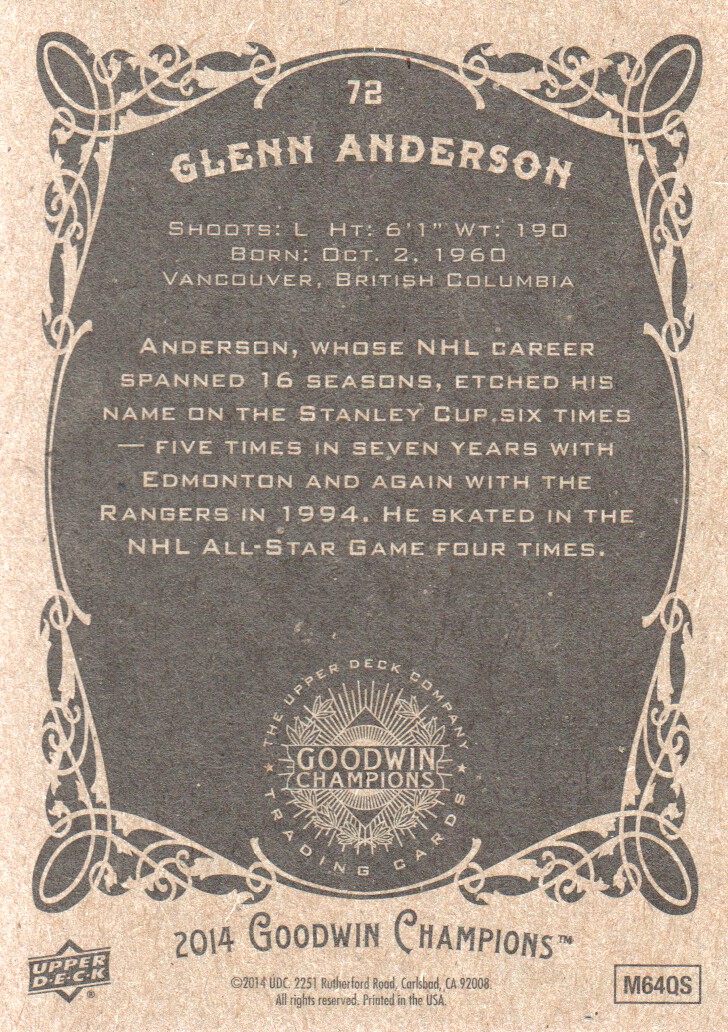 72
GLENN ANDERSON
SHOOTS: L HT: 6'1" WT: 190
BORN: OCT. 2, 1960
VANCOUVER, BRITISH COLUMBIA
ANDERSON, WHOSE NHL CAREER
SPANNED 16 SEASONS, ETCHED HIS
NAME ON THE STANLEY CUP SIX TIMES
— FIVE TIMES IN SEVEN YEARS WITH
EDMONTON AND AGAIN WITH THE
RANGERS IN 1994. HE SKATED IN THE
NHL ALL-STAR GAME FOUR TIMES.
THE UPPER DECK COMPANY
GOODWIN
CHAMPIONS
TRADING CARDS
2014 GOODWIN CHAMPIONS™
UPPER
D·E·C·K®
©2014 UDC. 2251 Rutherford Road, Carlsbad, CA 92008.
All rights reserved. Printed in the USA.
M64QS